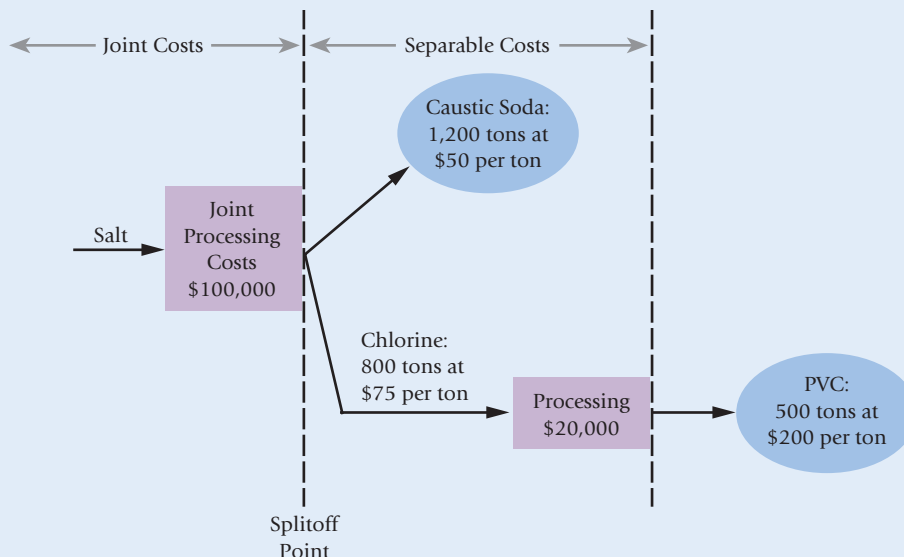 Joint Costs
Separable Costs
Caustic Soda:
1,200 tons at
$50 per ton
Salt
Joint
Processing
Costs
$100,000
Chlorine:
800 tons at
$75 per ton
Processing
$20,000
PVC:
500 tons at
$200 per ton
Splitoff
Point